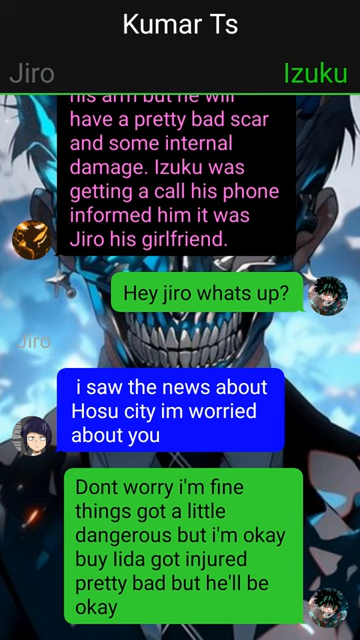 Kumar Ts
Jiro
Izuku
his arm but he will
have a pretty bad scar
and some internal
damage. Izuku was
getting a call his phone
informed him it was
Jiro his girlfriend.
Hey jiro whats up?
Jiro
i saw the news about
Hosu city im worried
about you
Dont worry i'm fine
things got a little
dangerous but i'm okay
buy Iida got injured
pretty bad but he'll be
okay